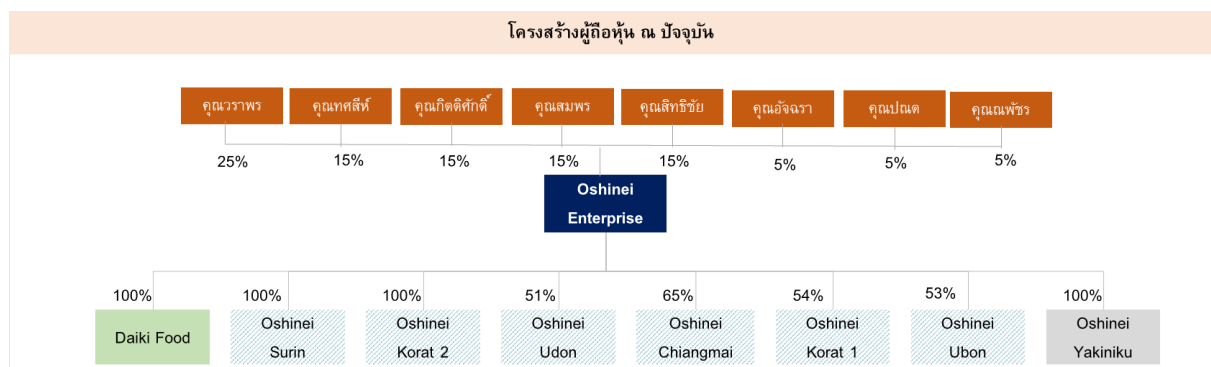 โครงสร้างผู้ถือหุ้น ณ ปัจจุบัน
คุณวราพร
คุณทศสีห์
คุณกิตติศักดิ์
คุณสมพร
คุณสิทธิชัย
คุณอัจฉรา
คุณปณต
คุณณพัชร
25%
15%
15%
15%
15%
5%
5%
5%
Oshinei
Enterprise
100%
100%
100%
51%
65%
54%
53%
100%
Daiki Food
Oshinei
Surin
Oshinei
Korat 2
Oshinei
Udon
Oshinei
Chiangmai
Oshinei
Korat 1
Oshinei
Ubon
Oshinei
Yakiniku